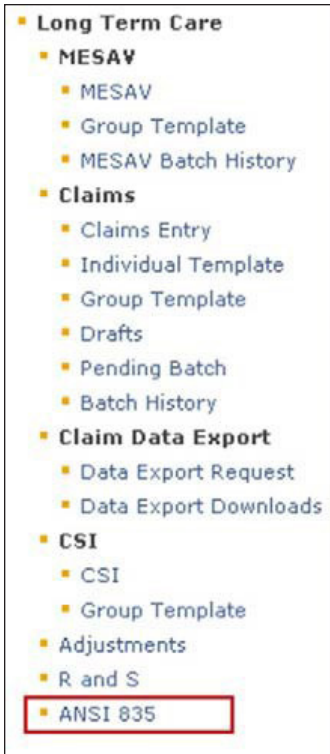 Long Term Care
MESAV
MESAV
Group Template
MESAV Batch History
Claims
Claims Entry
Individual Template
Group Template
Drafts
Pending Batch
Batch History
Claim Data Export
Data Export Request
Data Export Downloads
CSI
CSI
Group Template
Adjustments
R and S
ANSI 835